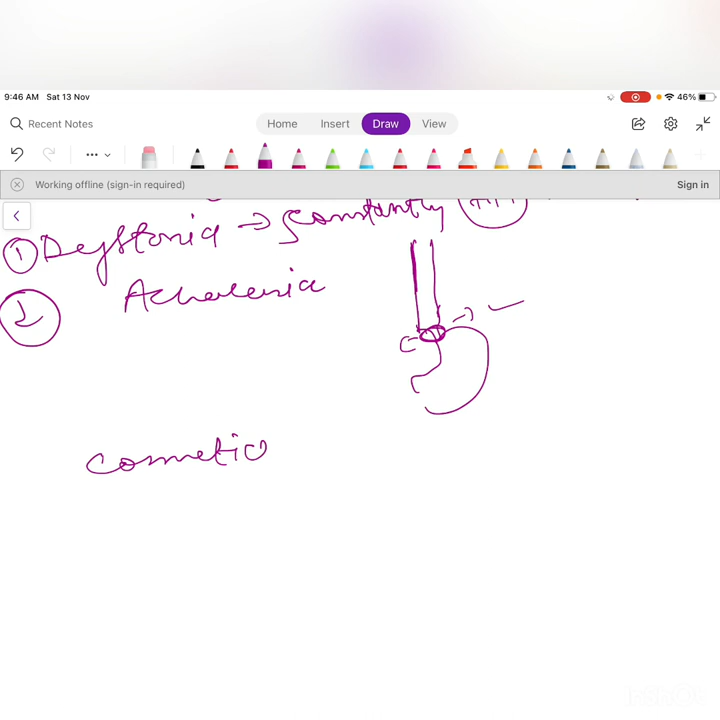 9:46 AM Sat 13 Nov 46%
Recent Notes Home Insert Draw View
Working offline (sign-in required) Sign in
① Dystonia → Constantly
② Achalasia
cosmetic